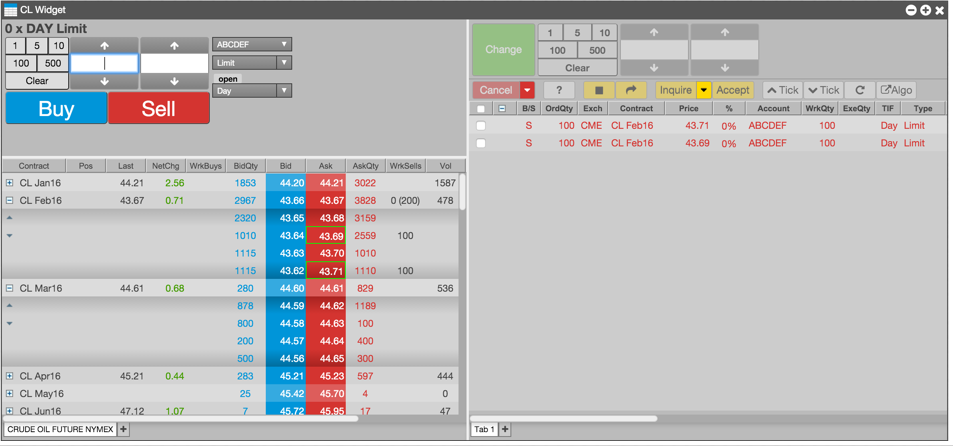 CL Widget
0 x DAY Limit
1 5 10
100 500
Clear
ABCDEF
Limit
open
Day
Buy Sell
Contract Pos Last NetChg WrkBuys BidQty Bid Ask AskQty WrkSells Vol
CL Jan16 44.21 2.56 1853 44.20 44.21 3022 1587
CL Feb16 43.67 0.71 2967 43.66 43.67 3828 0 (200) 478
2320 43.65 43.68 3159
1010 43.64 43.69 2559 100
1115 43.63 43.70 1010
1115 43.62 43.71 1110 100
CL Mar16 44.61 0.68 280 44.60 44.61 829 536
878 44.59 44.62 1189
800 44.58 44.63 100
200 44.57 44.64 400
500 44.56 44.65 300
CL Apr16 45.21 0.44 283 45.21 45.23 597 444
CL May16 25 45.42 45.70 4 0
CL Jun16 47.12 1.07 7 45.72 45.95 17 47
CRUDE OIL FUTURE NYMEX +
Change
1 5 10
100 500
Clear
Cancel ? Inquire Accept Tick Tick C Algo
B/S OrdQty Exch Contract Price % Account WrkQty ExeQty TIF Type
S 100 CME CL Feb16 43.71 0% ABCDEF 100 Day Limit
S 100 CME CL Feb16 43.69 0% ABCDEF 100 Day Limit
Tab 1 +